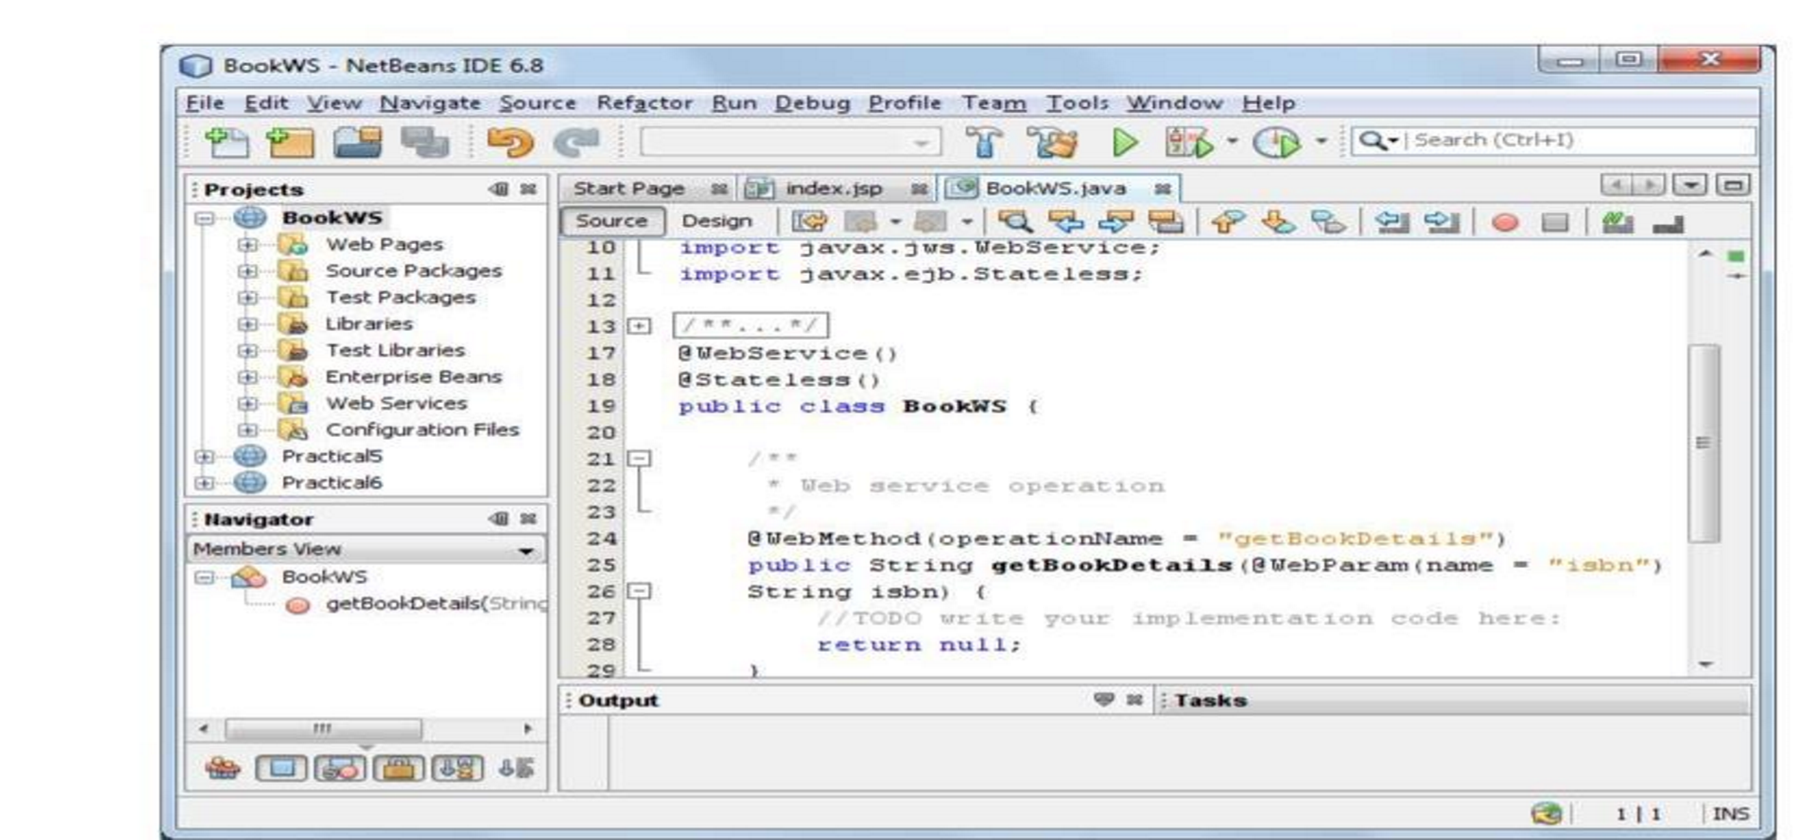 BookWS - NetBeans IDE 6.8
File Edit View Navigate Source Refactor Run Debug Profile Team Tools Window Help
Search (Ctrl+I)
Projects
BookWS
Web Pages
Source Packages
Test Packages
Libraries
Test Libraries
Enterprise Beans
Web Services
Configuration Files
Practical5
Practical6
Navigator
Members View
BookWS
getBookDetails(String
Start Page index.jsp BookWS.java
Source Design
10 import javax.jws.WebService;
11 import javax.ejb.Stateless;
12
13 /**...*/
17 @WebService()
18 @Stateless()
19 public class BookWS {
20
21 /**
22 * Web service operation
23 */
24 @WebMethod(operationName = "getBookDetails")
25 public String getBookDetails(@WebParam(name = "isbn")
26 String isbn) {
27 //TODO write your implementation code here:
28 return null;
29 }
Output Tasks
1 | 1 INS